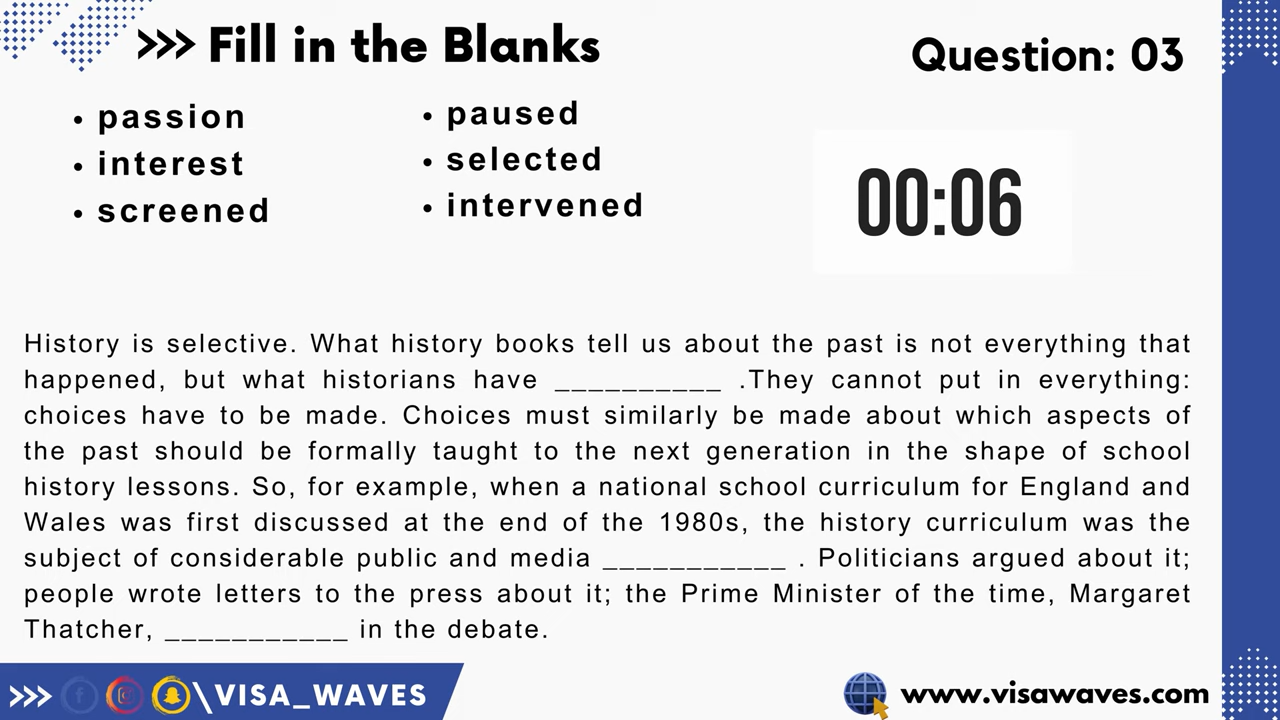 >>> Fill in the Blanks
Question: 03
• passion
• interest
• screened
• paused
• selected
• intervened
00:06
History is selective. What history books tell us about the past is not everything that
happened, but what historians have __________ .They cannot put in everything:
choices have to be made. Choices must similarly be made about which aspects of
the past should be formally taught to the next generation in the shape of school
history lessons. So, for example, when a national school curriculum for England and
Wales was first discussed at the end of the 1980s, the history curriculum was the
subject of considerable public and media ___________ . Politicians argued about it;
people wrote letters to the press about it; the Prime Minister of the time, Margaret
Thatcher, ___________ in the debate.
>>> \VISA_WAVES
www.visawaves.com